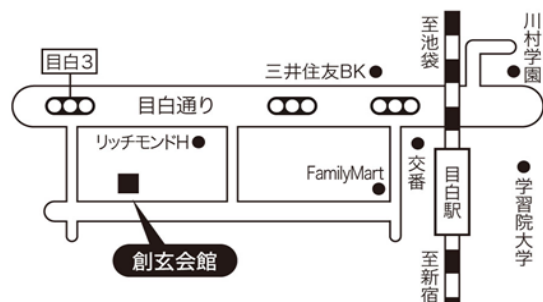 目白3
三井住友BK
至池袋
川村学園
目白通り
リッチモンドH
FamilyMart
交番
目白駅
学習院大学
創玄会館
至新宿